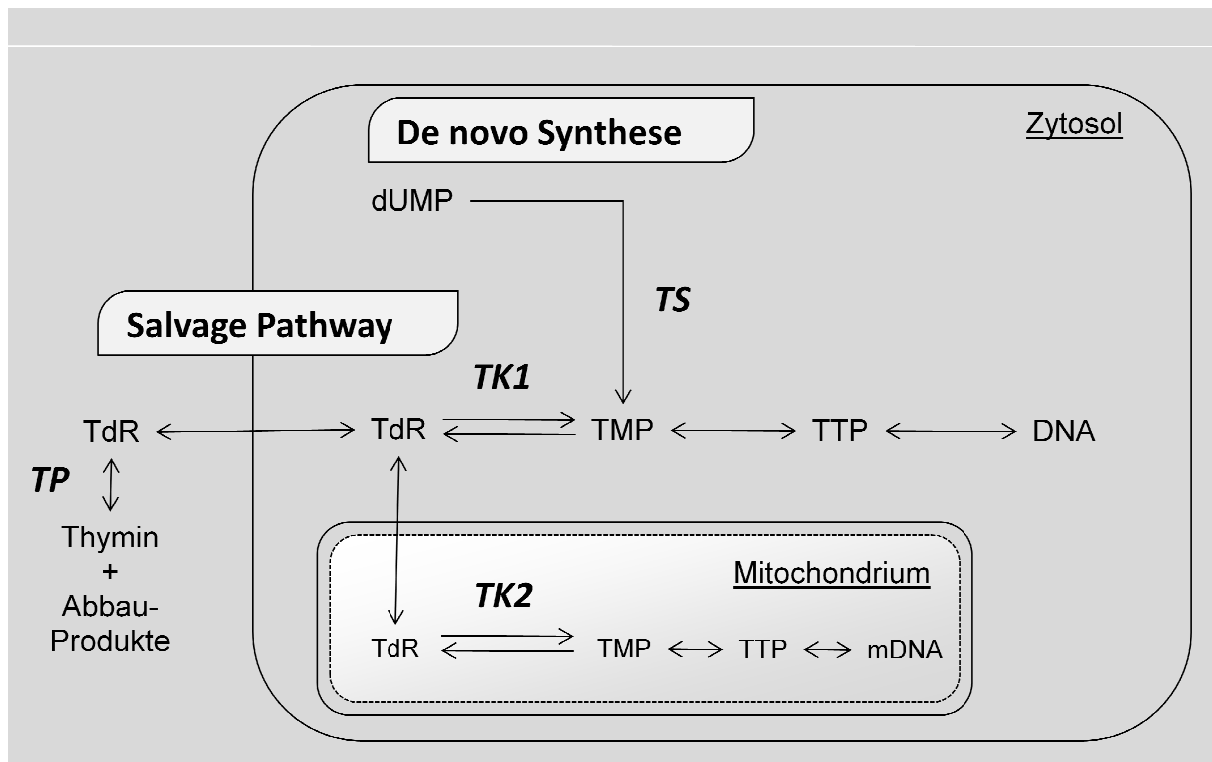 De novo Synthese
Zytosol
dUMP
TS
Salvage Pathway
TK1
TdR
TdR
TMP
TTP
DNA
TP
Thymin
+
Abbau-
Produkte
Mitochondrium
TK2
TdR
TMP
TTP
mDNA